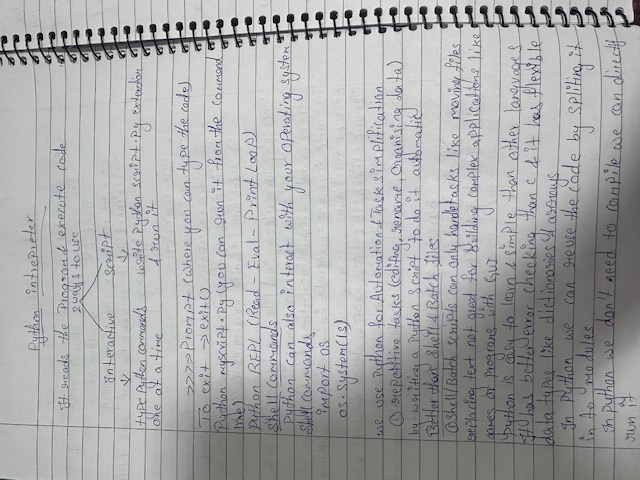 Python intrepreter
It reads the Program & execute code
2 ways to use
Interactive Script
type Python commands write Python script .py extention
one at a time & run it
>>>> Prompt (where you can type the code)
To exit → exit()
Python myscript.py (you can run it from the command
line)
Python REPL (Read - Eval - Print Loop)
Shell commands
Python can also interact with your operating system
Shell commands
import os
os.system(ls)
we use Python for Automation & Task simplification
① repetitive tasks (editing, rename, organising data)
by writing a Python script to do it automatic
Better than Shell & Batch files
① Shell/Batch scripts can only handle tasks like moving files
replacing text not great for building complex applications like
games or programs with GUI
Python is easy to learn & simple than other languages
It has better error checking than C & it has flexible
data types like dictionaries & arrays
In Python we can reuse the code by spliting it
in to modules
In Python we don't need to compile we can directly
run it